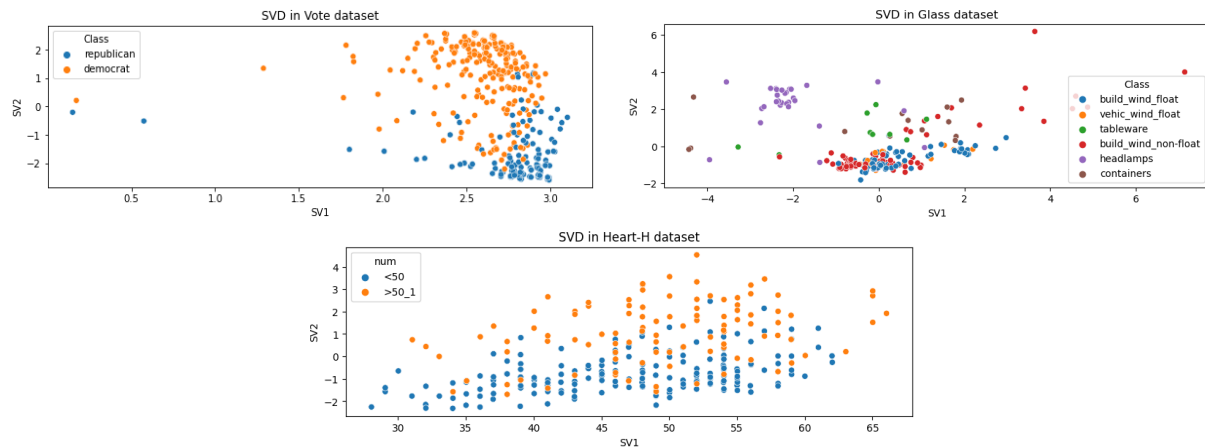 SVD in Vote dataset
Class
republican
democrat
SV2
2
1
0
−1
−2
0.5
1.0
1.5
2.0
2.5
3.0
SV1
SVD in Glass dataset
Class
build_wind_float
vehic_wind_float
tableware
build_wind_non-float
headlamps
containers
SV2
6
4
2
0
−2
−4
−2
0
2
4
6
SV1
SVD in Heart-H dataset
num
<50
>50_1
SV2
4
3
2
1
0
−1
−2
30
35
40
45
50
55
60
65
SV1